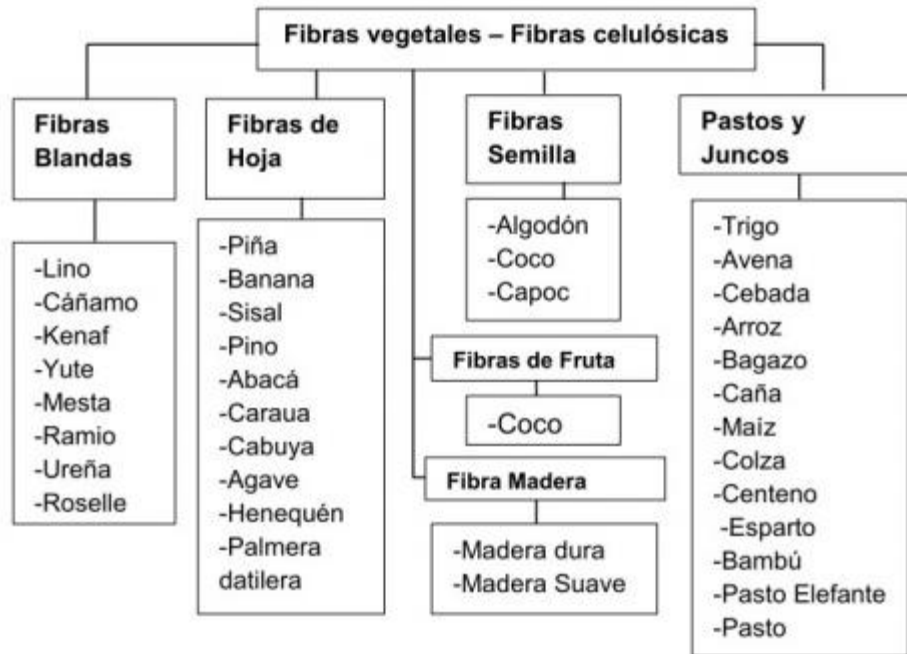 Fibras vegetales – Fibras celulósicas
Fibras
Blandas
-Lino
-Cáñamo
-Kenaf
-Yute
-Mesta
-Ramio
-Ureña
-Roselle
Fibras de
Hoja
-Piña
-Banana
-Sisal
-Pino
-Abacá
-Caraua
-Cabuya
-Agave
-Henequén
-Palmera
datilera
Fibras
Semilla
-Algodón
-Coco
-Capoc
Fibras de Fruta
-Coco
Fibra Madera
-Madera dura
-Madera Suave
Pastos y
Juncos
-Trigo
-Avena
-Cebada
-Arroz
-Bagazo
-Caña
-Maíz
-Colza
-Centeno
-Esparto
-Bambú
-Pasto Elefante
-Pasto